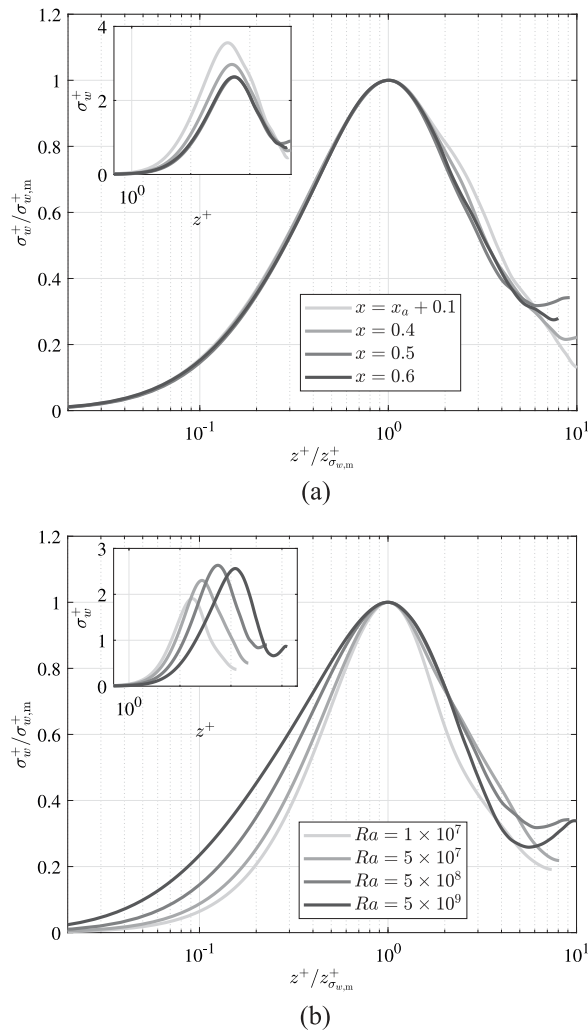 4
2
0
σ_w^+
10^0
z^+
1.2
1
0.8
0.6
0.4
0.2
0
σ_w^+/σ_{w,m}^+
x = x_a + 0.1
x = 0.4
x = 0.5
x = 0.6
10^{-1} 10^0 10^1
z^+/z_{σ_{w,m}}^+
(a)
3
2
1
0
σ_w^+
10^0
z^+
1.2
1
0.8
0.6
0.4
0.2
0
σ_w^+/σ_{w,m}^+
Ra = 1 × 10^7
Ra = 5 × 10^7
Ra = 5 × 10^8
Ra = 5 × 10^9
10^{-1} 10^0 10^1
z^+/z_{σ_{w,m}}^+
(b)